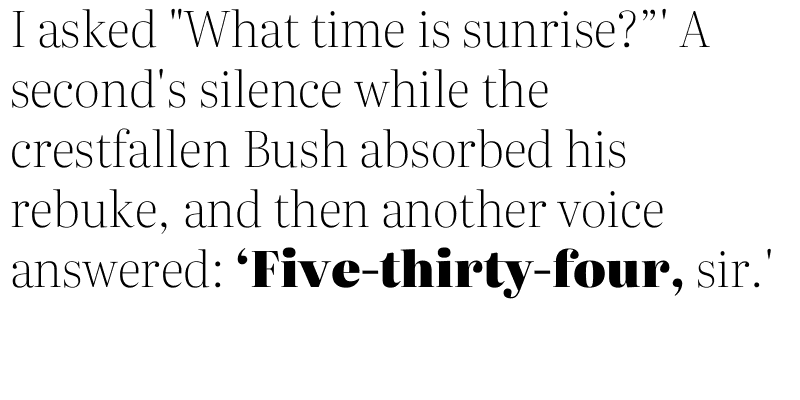 I asked "What time is sunrise?”' A
second's silence while the
crestfallen Bush absorbed his
rebuke, and then another voice
answered: ‘Five-thirty-four, sir.'